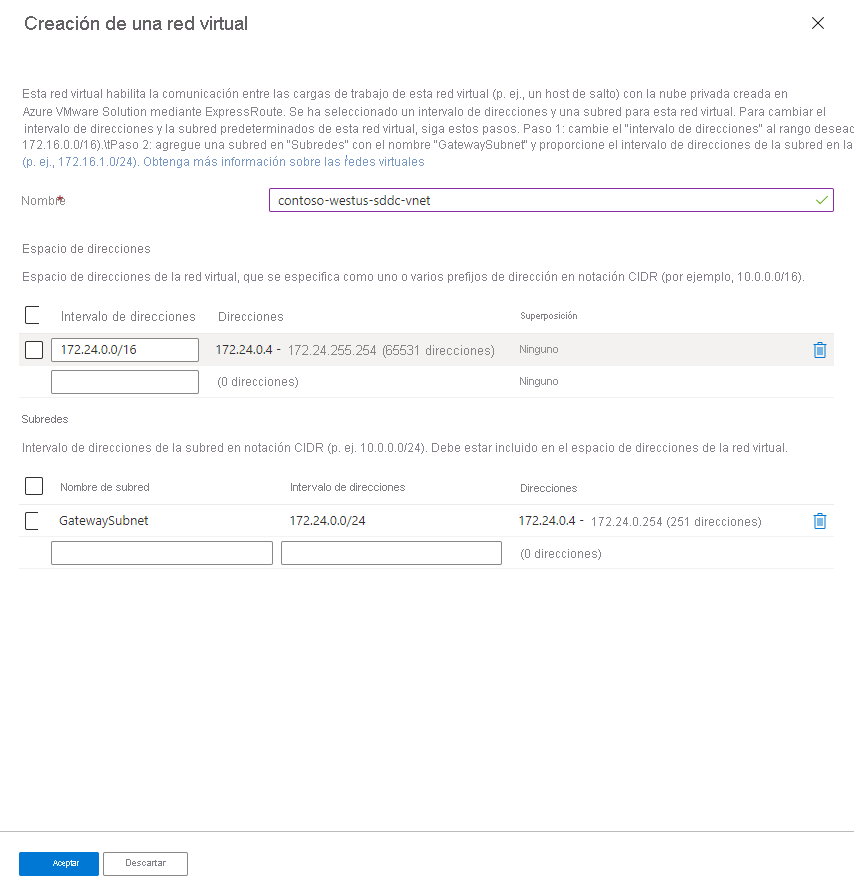 Creación de una red virtual
Esta red virtual habilita la comunicación entre las cargas de trabajo de esta red virtual (p. ej., un host de salto) con la nube privada creada en
Azure VMware Solution mediante ExpressRoute. Se ha seleccionado un intervalo de direcciones y una subred para esta red virtual. Para cambiar el
intervalo de direcciones y la subred predeterminados de esta red virtual, siga estos pasos. Paso 1: cambie el "intervalo de direcciones" al rango desead
172.16.0.0/16).\tPaso 2: agregue una subred en "Subredes" con el nombre "GatewaySubnet" y proporcione el intervalo de direcciones de la subred en la
(p. ej., 172.16.1.0/24). Obtenga más información sobre las redes virtuales
Nombre*
contoso-westus-sddc-vnet
Espacio de direcciones
Espacio de direcciones de la red virtual, que se especifica como uno o varios prefijos de dirección en notación CIDR (por ejemplo, 10.0.0.0/16).
Intervalo de direcciones Direcciones Superposición
172.24.0.0/16 172.24.0.4 - 172.24.255.254 (65531 direcciones) Ninguno
(0 direcciones) Ninguno
Subredes
Intervalo de direcciones de la subred en notación CIDR (p. ej. 10.0.0.0/24). Debe estar incluido en el espacio de direcciones de la red virtual.
Nombre de subred Intervalo de direcciones Direcciones
GatewaySubnet 172.24.0.0/24 172.24.0.4 - 172.24.0.254 (251 direcciones)
(0 direcciones)
Aceptar Descartar